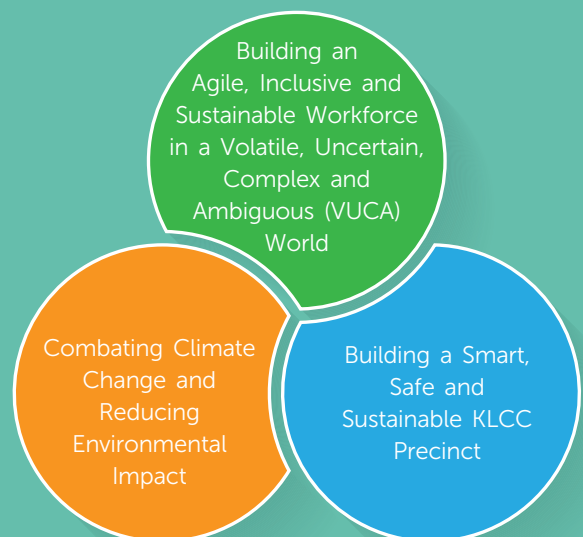 Building an
Agile, Inclusive and
Sustainable Workforce
in a Volatile, Uncertain,
Complex and
Ambiguous (VUCA)
World
Combating Climate
Change and
Reducing
Environmental
Impact
Building a Smart,
Safe and
Sustainable KLCC
Precinct